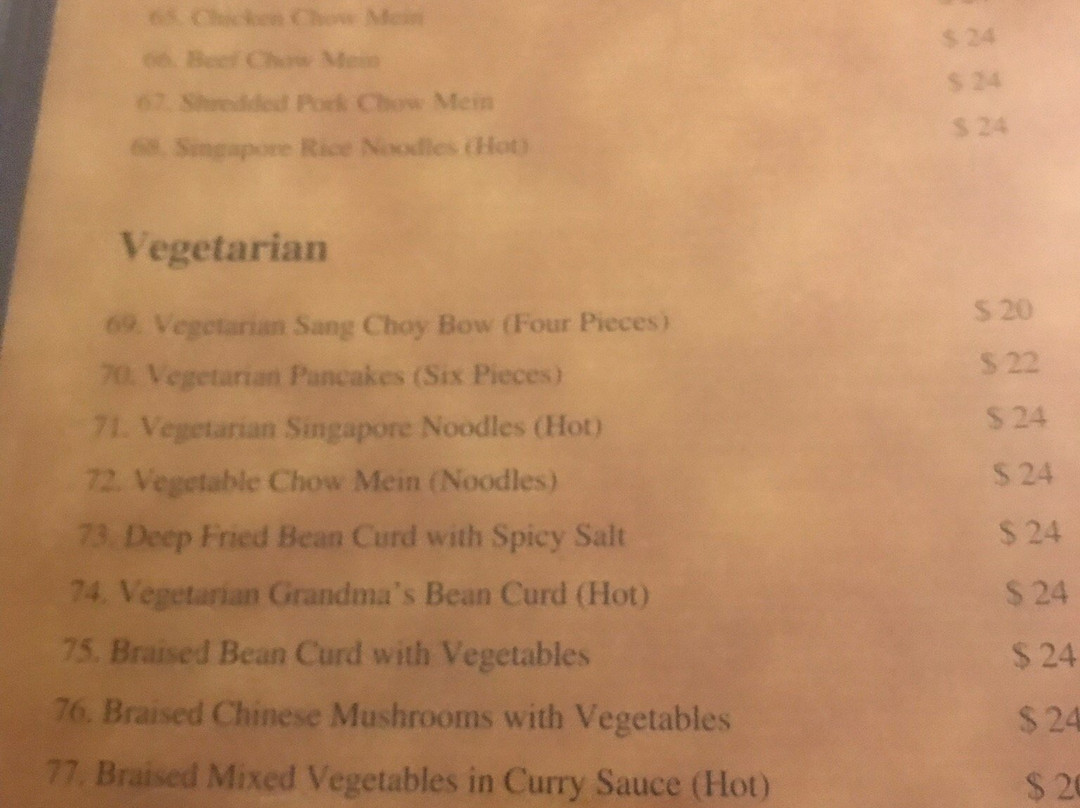 65. Chicken Chow Mein
66. Beef Chow Mein $ 24
67. Shredded Pork Chow Mein $ 24
68. Singapore Rice Noodles (Hot) $ 24
Vegetarian
69. Vegetarian Sang Choy Bow (Four Pieces) $ 20
70. Vegetarian Pancakes (Six Pieces) $ 22
71. Vegetarian Singapore Noodles (Hot) $ 24
72. Vegetable Chow Mein (Noodles) $ 24
73. Deep Fried Bean Curd with Spicy Salt $ 24
74. Vegetarian Grandma's Bean Curd (Hot) $ 24
75. Braised Bean Curd with Vegetables $ 24
76. Braised Chinese Mushrooms with Vegetables $ 24
77. Braised Mixed Vegetables in Curry Sauce (Hot) $